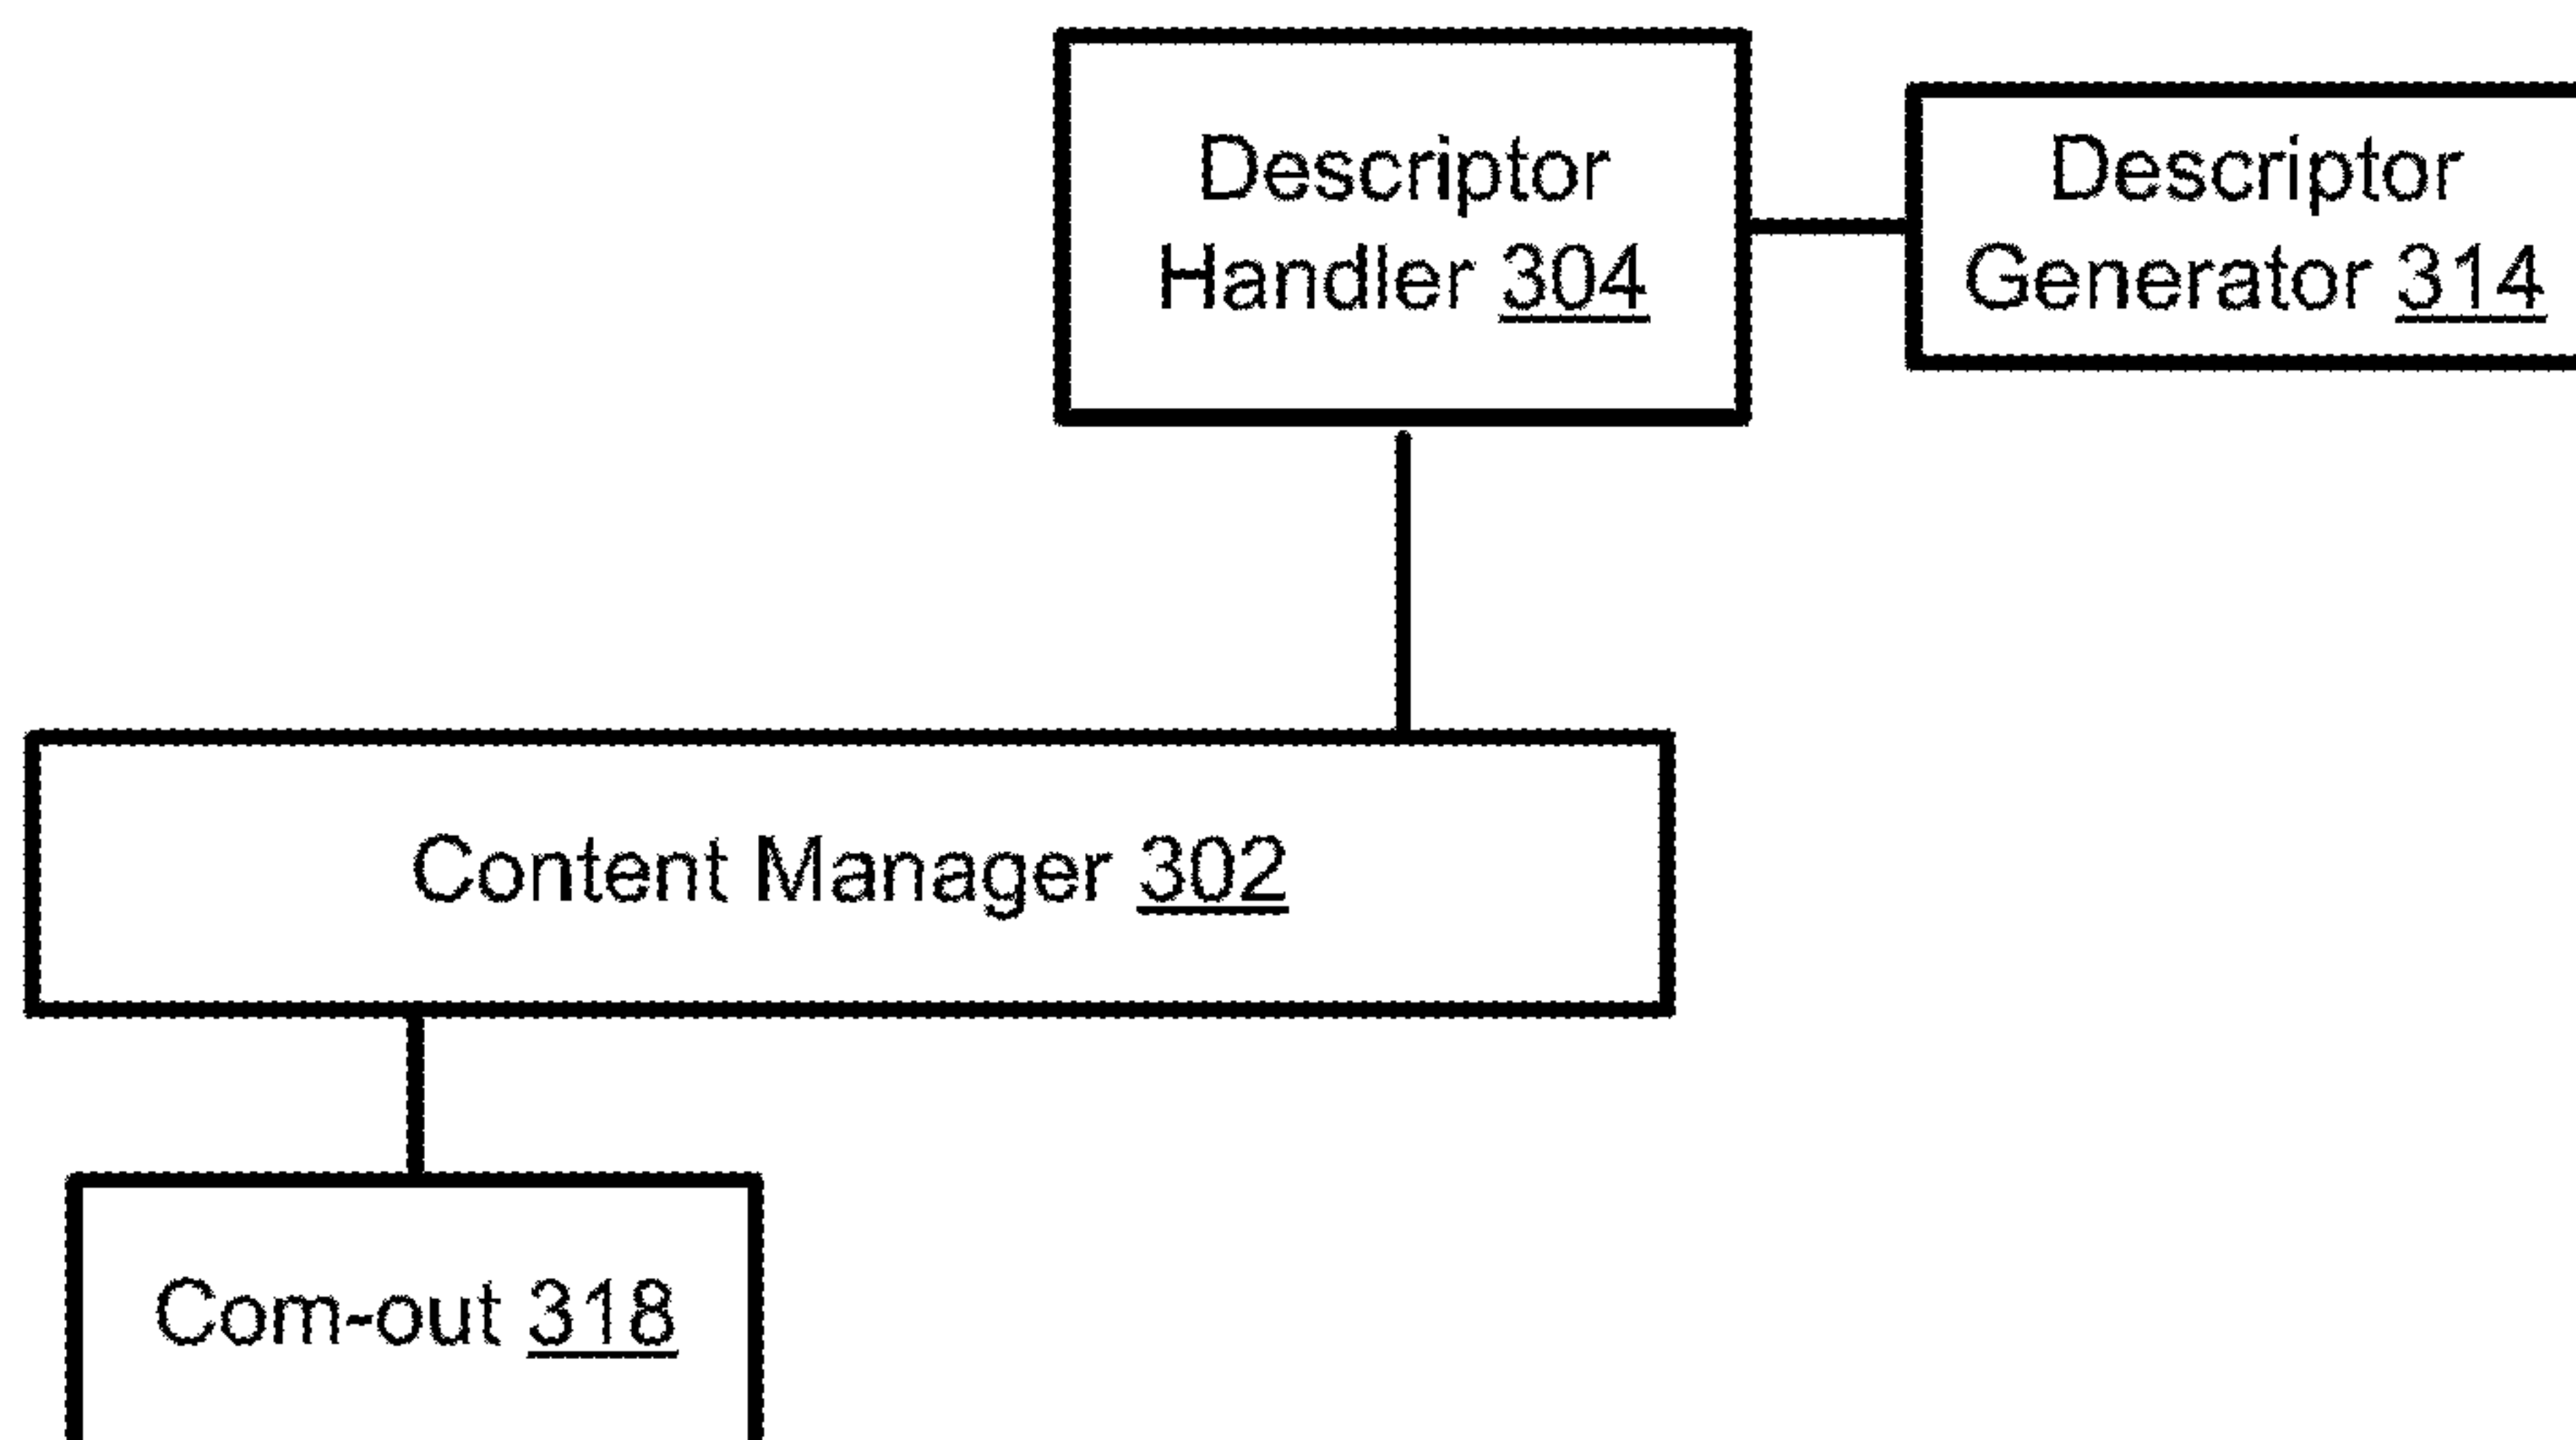 Descriptor
Handler 304
Descriptor
Generator 314
Content Manager 302
Com-out 318